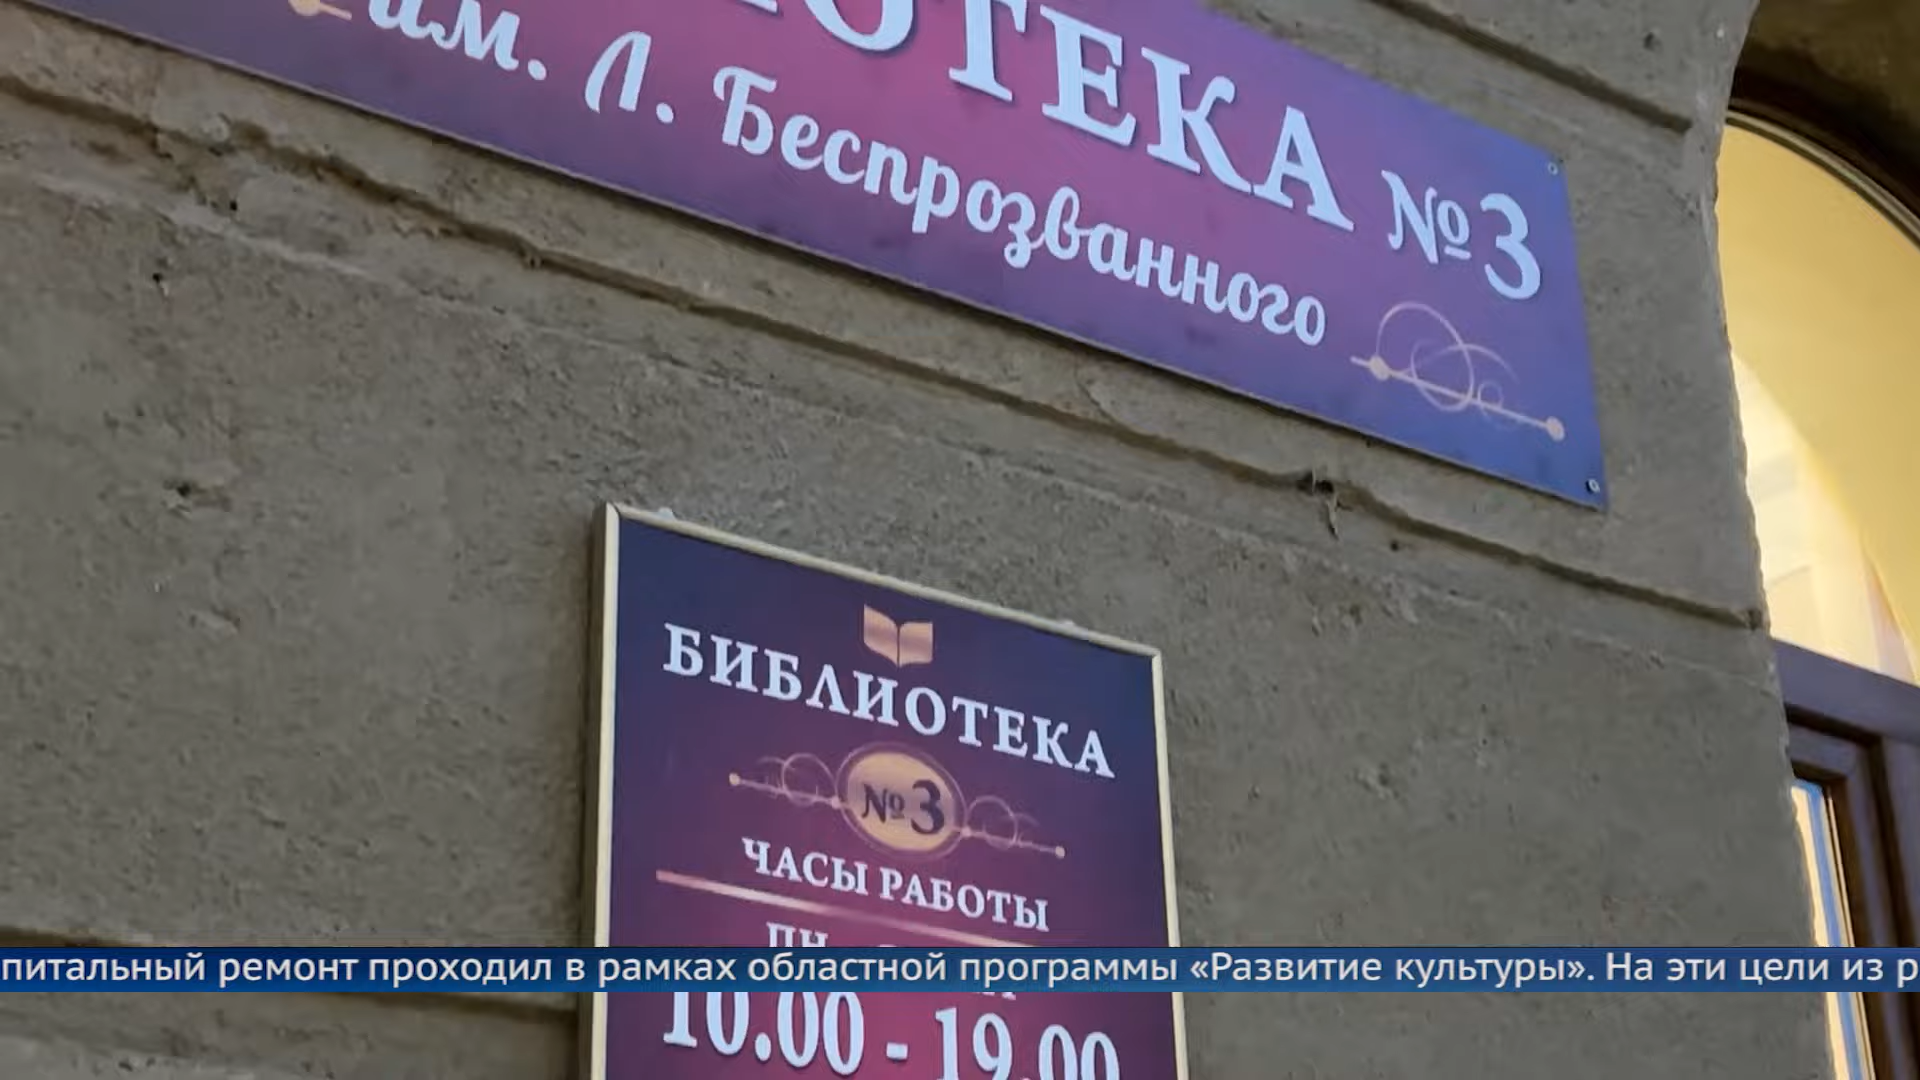 ОТЕКА №3
им. Л. Беспрозванного
БИБЛИОТЕКА
№3
ЧАСЫ РАБОТЫ
ПН
10.00 - 19.00
питальный ремонт проходил в рамках областной программы «Развитие культуры». На эти цели из р